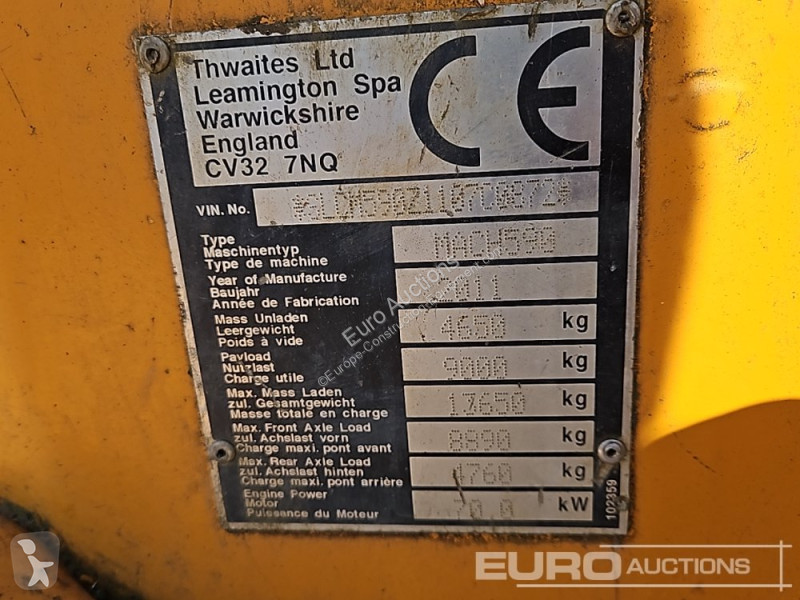 Thwaites Ltd
Leamington Spa
Warwickshire
England
CV32 7NQ
CE
VIN. No.
Type
Maschinentyp
Type de machine
MACH590
Year of Manufacture
Baujahr
Année de Fabrication
2011
Mass Unladen
Leergewicht
Poids à vide
4650 kg
Payload
Nutzlast
Charge utile
9000 kg
Max. Mass Laden
zul. Gesamtgewicht
Masse totale en charge
13650 kg
Max. Front Axle Load
zul. Achslast vorn
Charge maxi. pont avant
8890 kg
Max. Rear Axle Load
zul. Achslast hinten
Charge maxi. pont arrière
4760 kg
Engine Power
Motor
Puissance du Moteur
70.0 kW
102359
Euro Auctions
EURO AUCTIONS